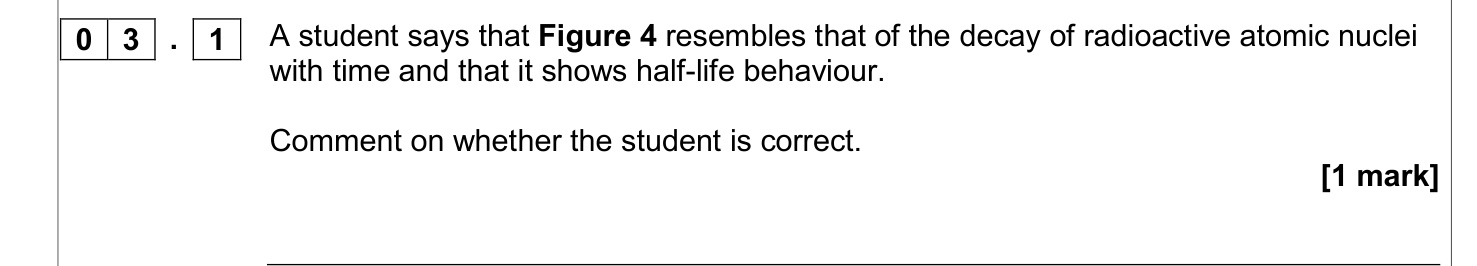 0 3 . 1 A student says that Figure 4 resembles that of the decay of radioactive atomic nuclei
with time and that it shows half-life behaviour.
Comment on whether the student is correct.
[1 mark]